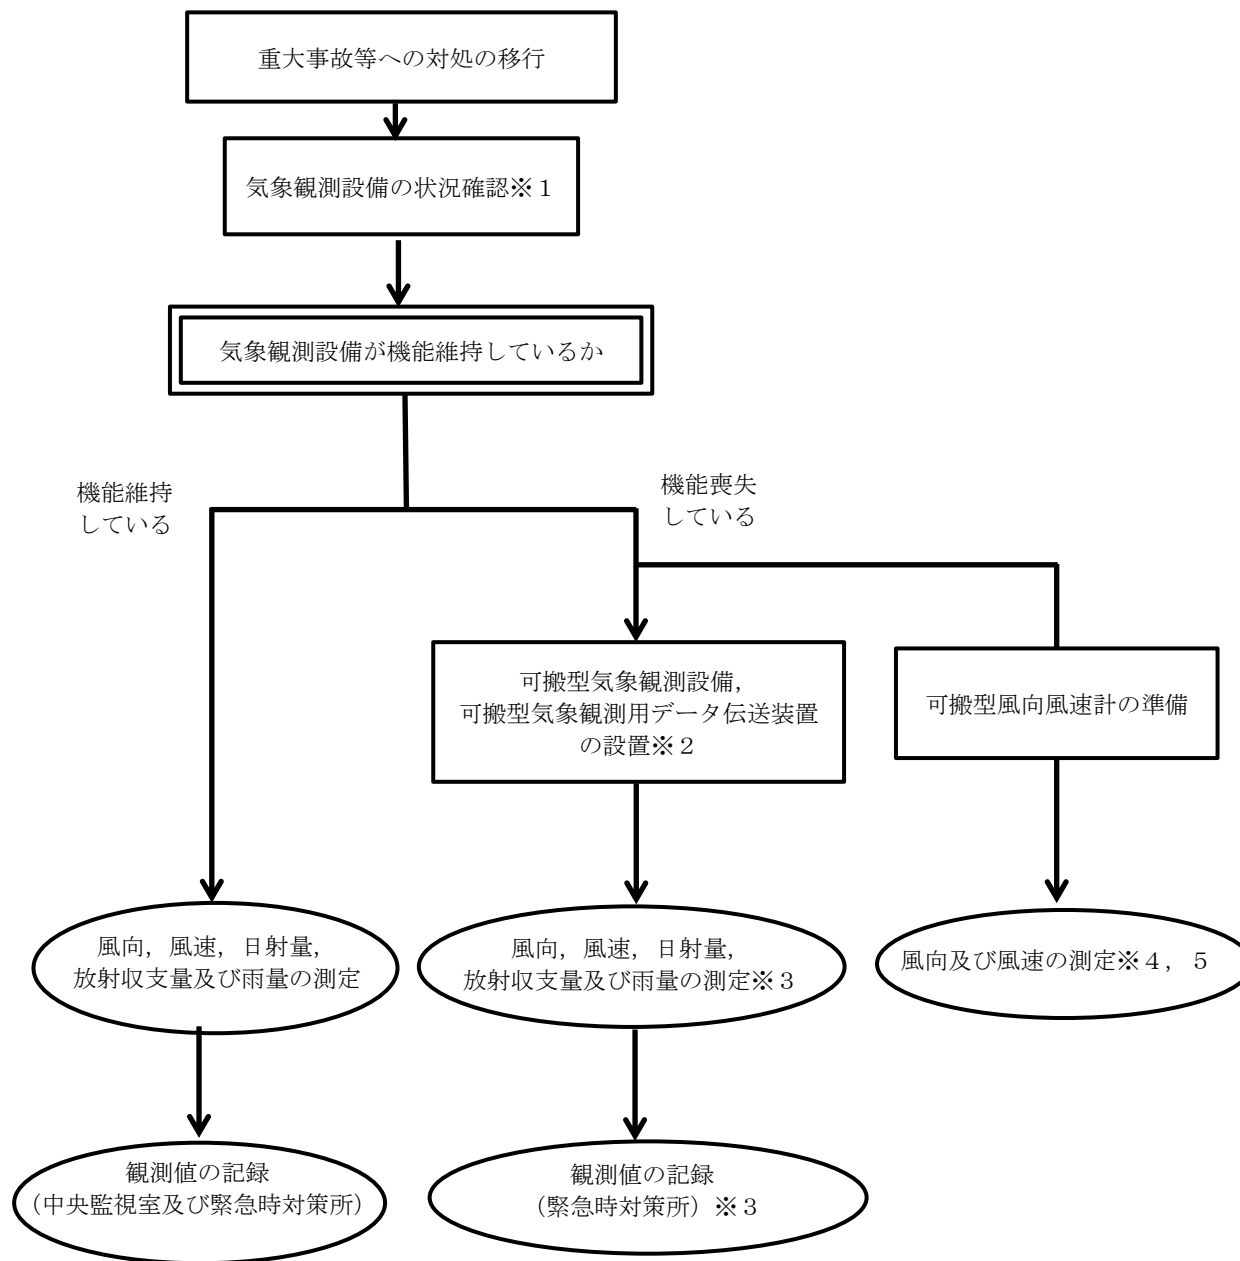 重大事故等への対処の移行
気象観測設備の状況確認※１
気象観測設備が機能維持しているか
機能維持
している
機能喪失
している
可搬型気象観測設備，
可搬型気象観測用データ伝送装置
の設置※２
可搬型風向風速計の準備
風向，風速，日射量，
放射収支量及び雨量の測定
風向，風速，日射量，
放射収支量及び雨量の測定※３
風向及び風速の測定※４，５
観測値の記録
（中央監視室及び緊急時対策所）
観測値の記録
（緊急時対策所）※３